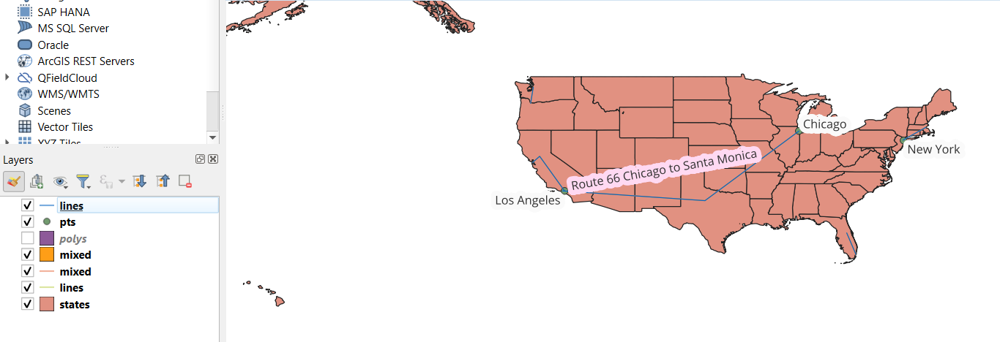 SAP HANA
MS SQL Server
Oracle
ArcGIS REST Servers
QFieldCloud
WMS/WMTS
Scenes
Vector Tiles
XYZ Tiles
Layers
lines
pts
polys
mixed
mixed
lines
states
Chicago
New York
Route 66 Chicago to Santa Monica
Los Angeles